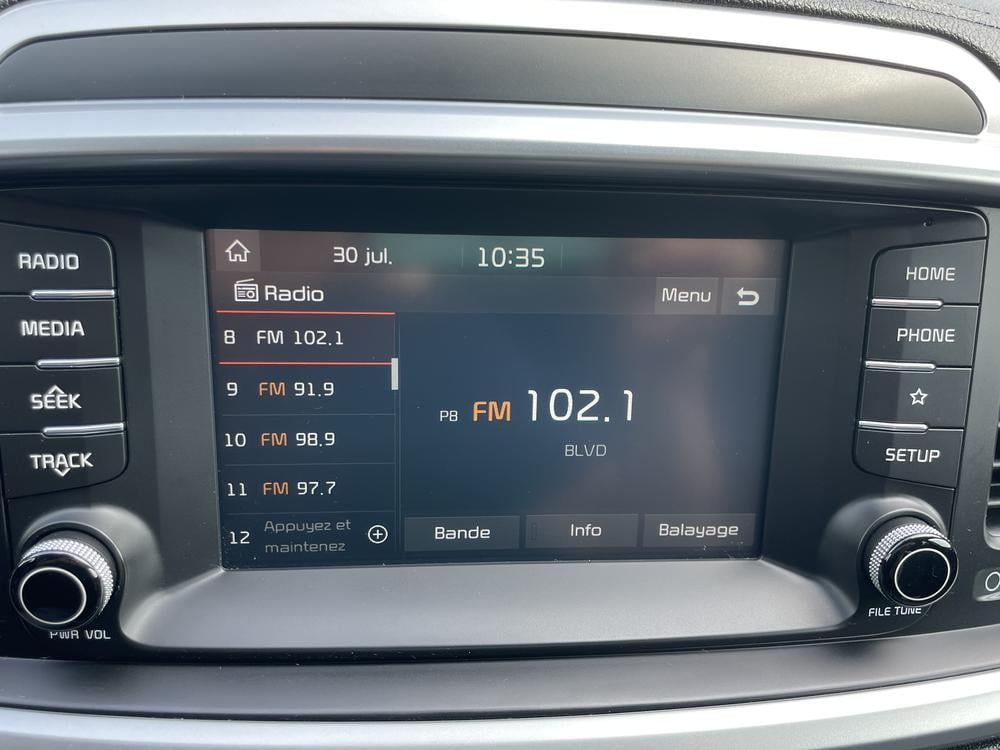 RADIO
MEDIA
SEEK
TRACK
PWR VOL
30 jul. 10:35
Radio Menu
8 FM 102.1
9 FM 91.9
10 FM 98.9
11 FM 97.7
12 Appuyez et
maintenez
P8 FM 102.1
BLVD
Bande Info Balayage
HOME
PHONE
SETUP
FILE TUNE